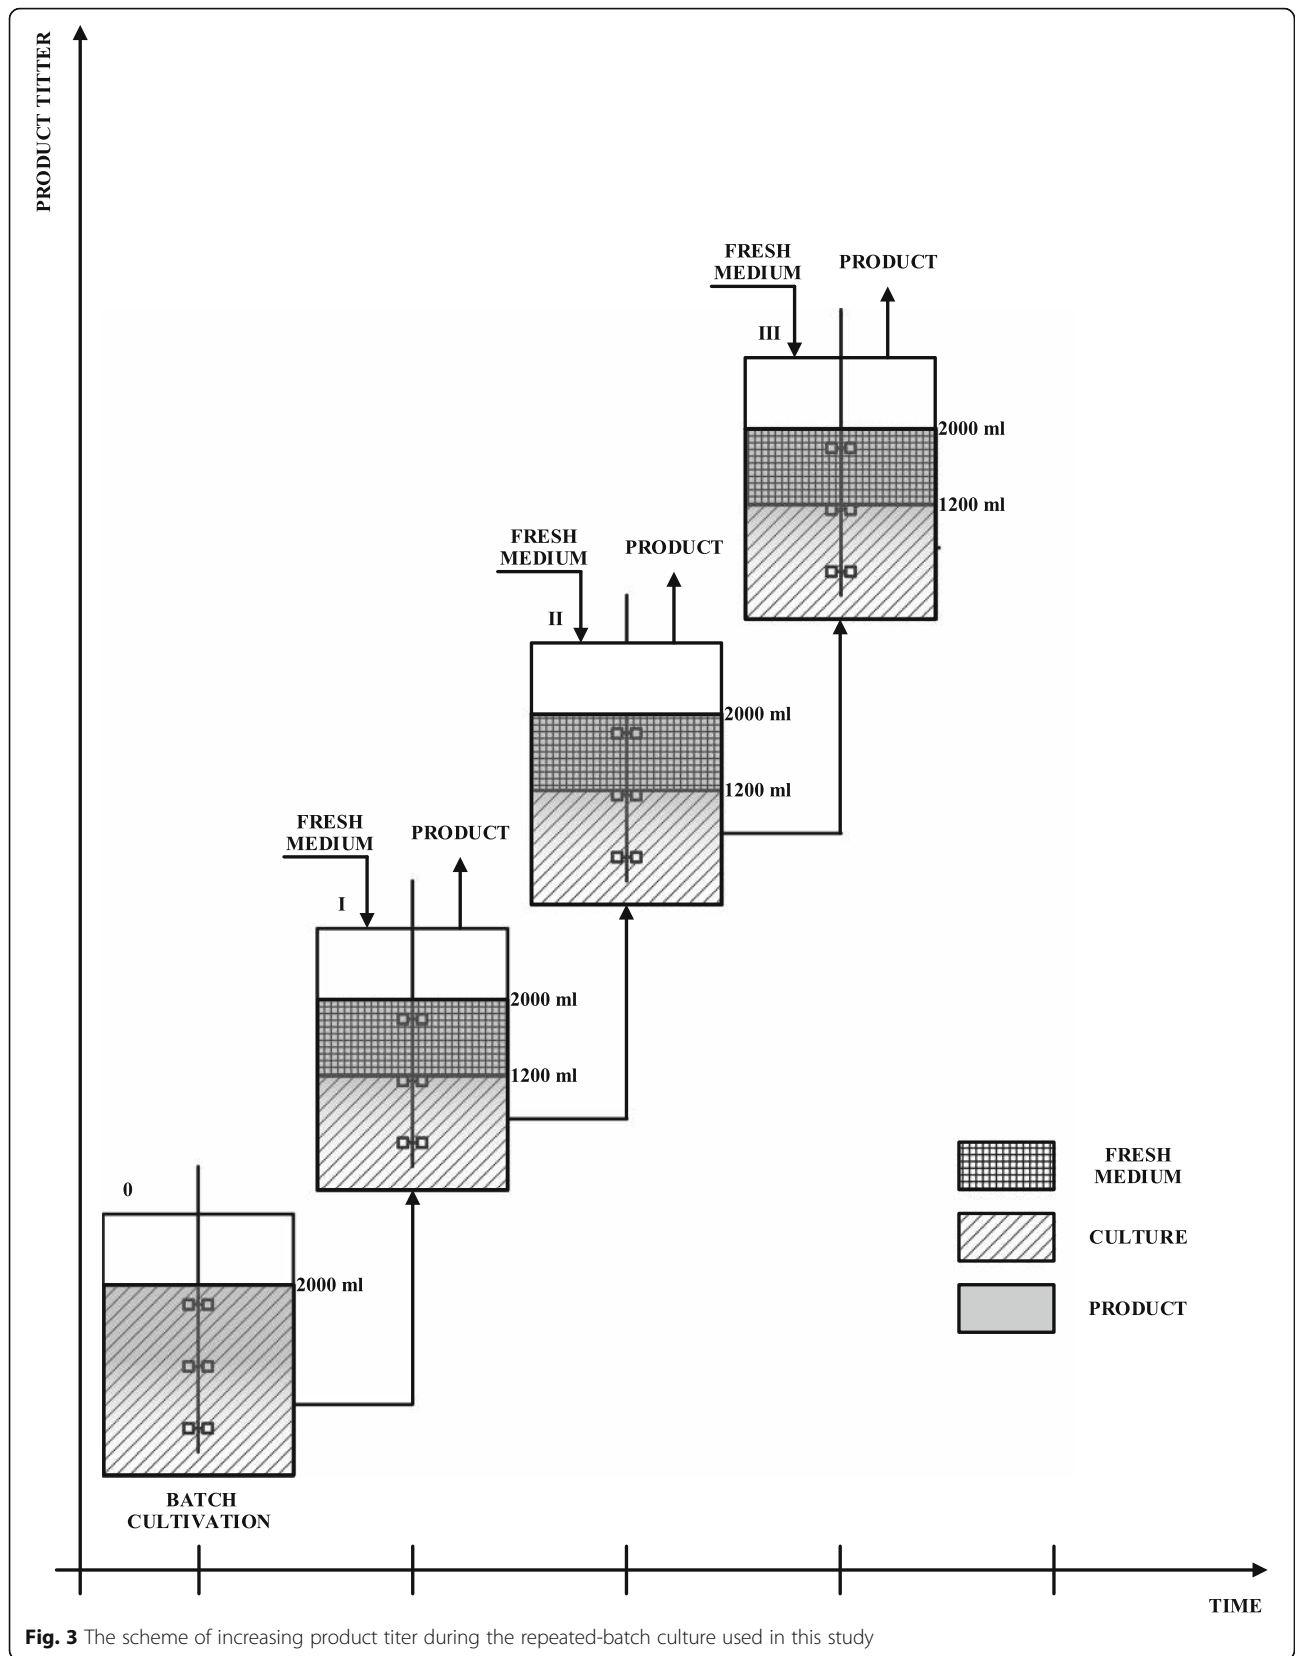 PRODUCT TITTER
FRESH
MEDIUM
PRODUCT
III
2000 ml
1200 ml
FRESH
MEDIUM
PRODUCT
II
2000 ml
1200 ml
FRESH
MEDIUM
PRODUCT
I
2000 ml
1200 ml
FRESH
MEDIUM
CULTURE
PRODUCT
0
2000 ml
BATCH
CULTIVATION
TIME
Fig. 3 The scheme of increasing product titer during the repeated-batch culture used in this study